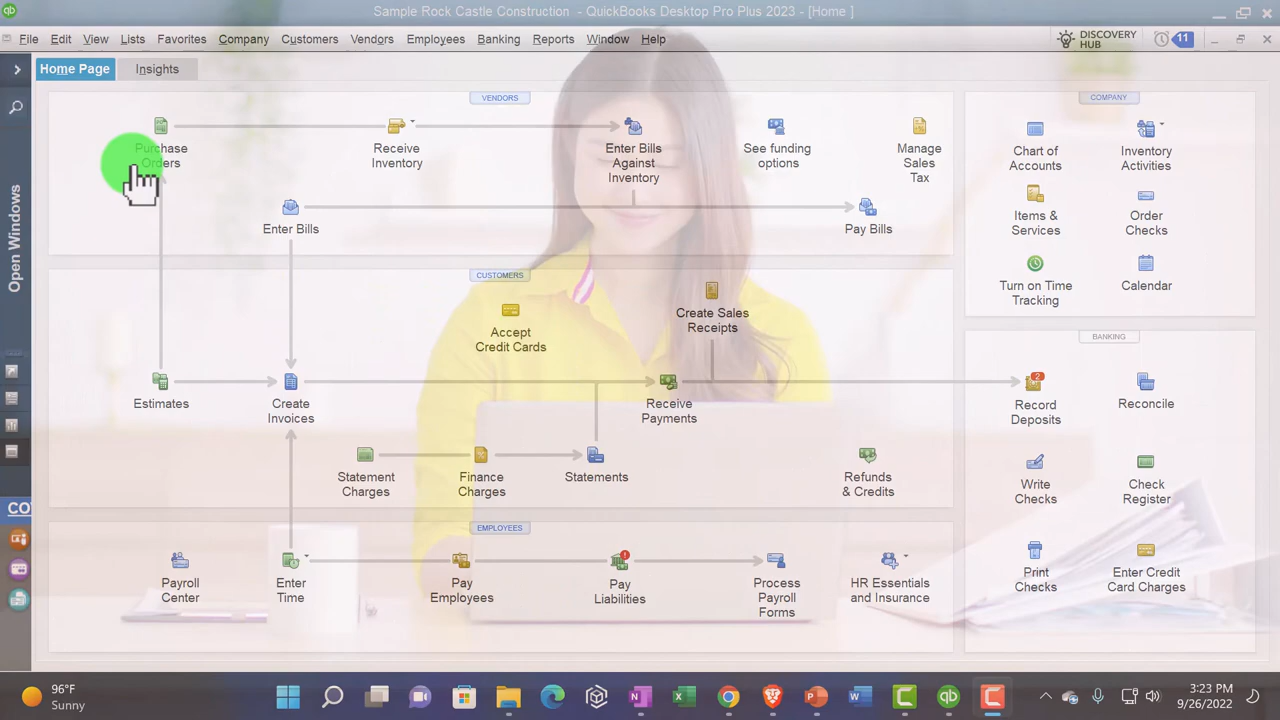 Sample Rock Castle Construction - QuickBooks Desktop Pro Plus 2023 - [Home ]
File Edit View Lists Favorites Company Customers Vendors Employees Banking Reports Window Help
DISCOVERY
HUB
11
Home Page
Insights
Open Windows
VENDORS
Purchase
Orders
Receive
Inventory
Enter Bills
Against
Inventory
See funding
options
Manage
Sales
Tax
Enter Bills
Pay Bills
CUSTOMERS
Accept
Credit Cards
Create Sales
Receipts
Estimates
Create
Invoices
Receive
Payments
Statement
Charges
Finance
Charges
Statements
Refunds
& Credits
EMPLOYEES
Payroll
Center
Enter
Time
Pay
Employees
Pay
Liabilities
Process
Payroll
Forms
HR Essentials
and Insurance
COMPANY
Chart of
Accounts
Inventory
Activities
Items &
Services
Order
Checks
Turn on Time
Tracking
Calendar
BANKING
2
Record
Deposits
Reconcile
Write
Checks
Check
Register
Print
Checks
Enter Credit
Card Charges
96°F
Sunny
3:23 PM
9/26/2022